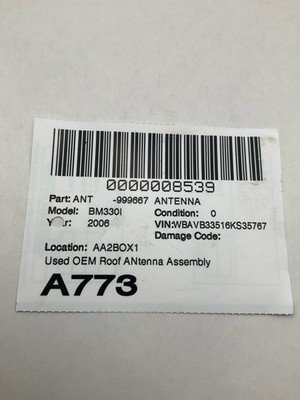 0000008539
Part: ANT -999667 ANTENNA
Model: BM330I Condition: 0
Year: 2006 VIN:WBAVB33516KS35767
Damage Code:
Location: AA2BOX1
Used OEM Roof ANtenna Assembly
A773